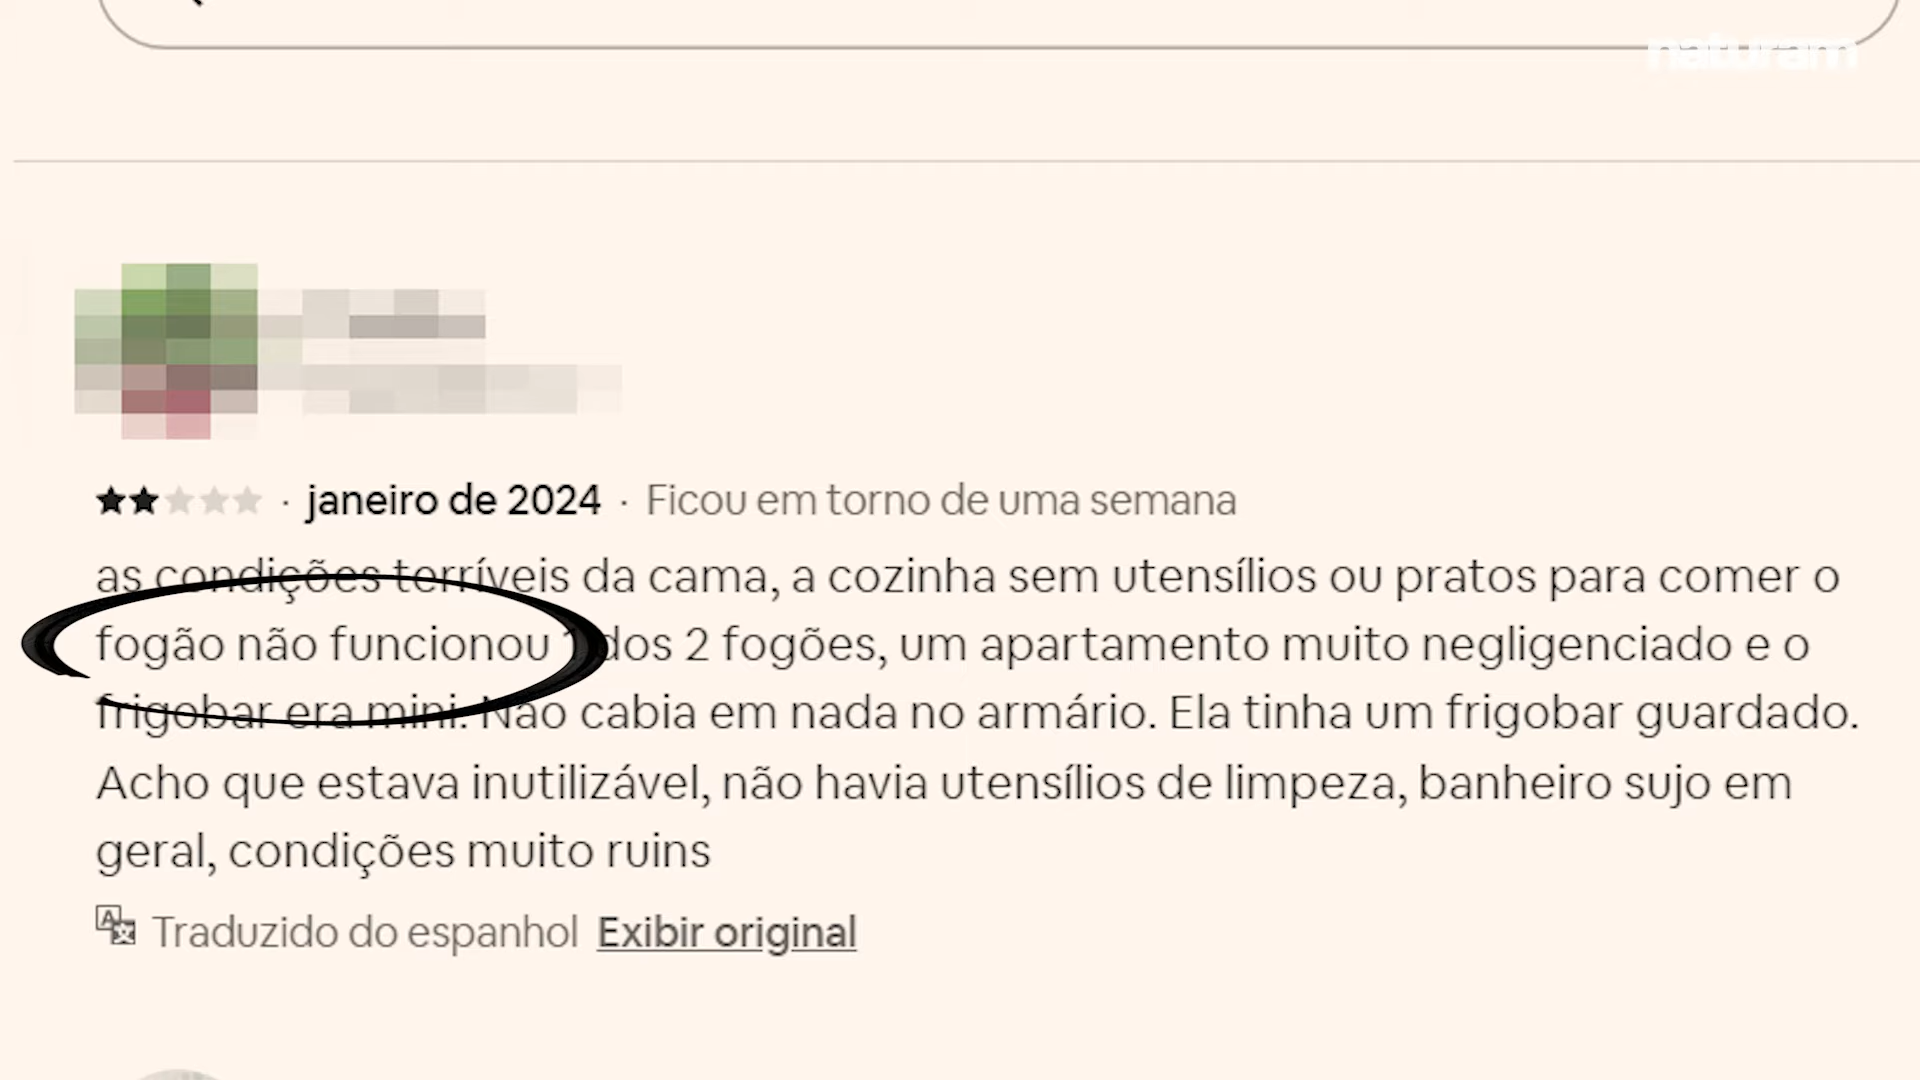 naturam
· janeiro de 2024 · Ficou em torno de uma semana
as condições terríveis da cama, a cozinha sem utensílios ou pratos para comer o
fogão não funcionou 1 dos 2 fogões, um apartamento muito negligenciado e o
frigobar era mini. Não cabia em nada no armário. Ela tinha um frigobar guardado.
Acho que estava inutilizável, não havia utensílios de limpeza, banheiro sujo em
geral, condições muito ruins
Traduzido do espanhol Exibir original